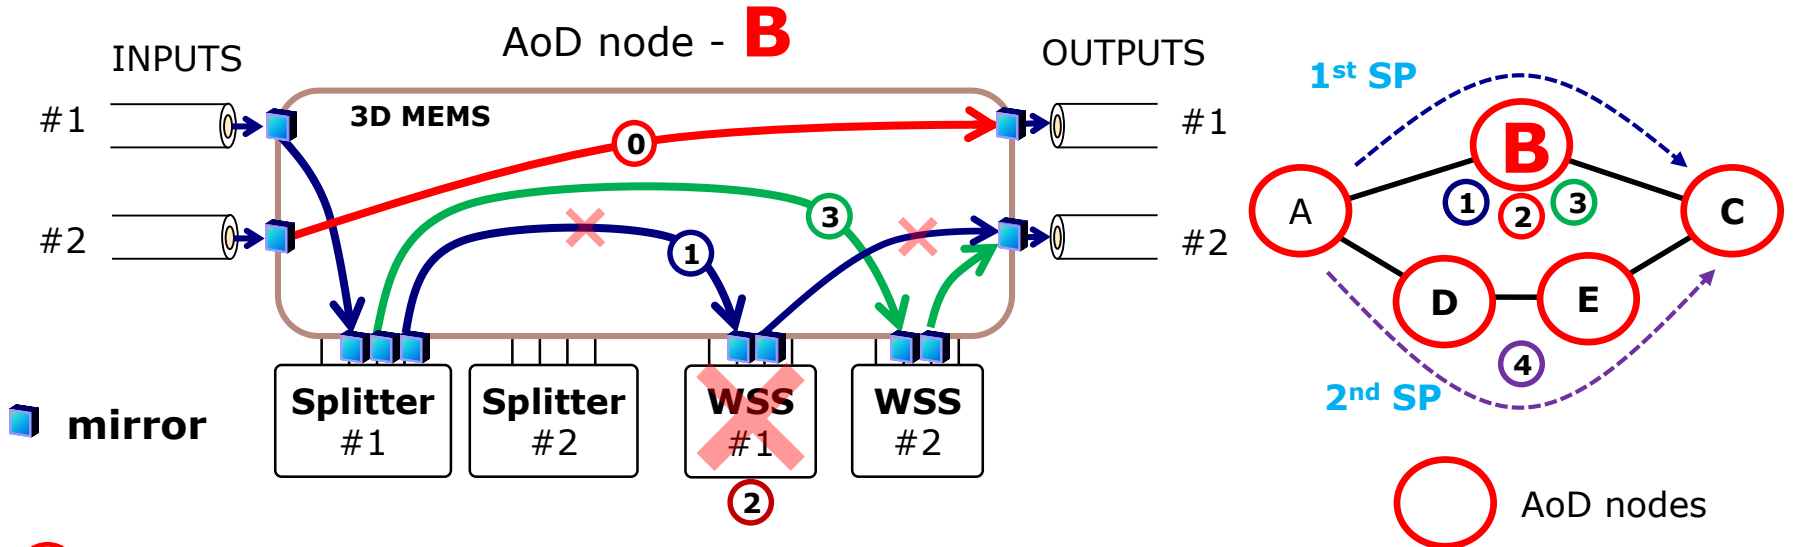 AoD node - B
INPUTS
OUTPUTS
#1
#2
3D MEMS
0
3
1
#1
#2
Splitter
#1
Splitter
#2
WSS
#1
WSS
#2
2
mirror
1st SP
B
A
C
1
2
3
D
E
4
2nd SP
AoD nodes